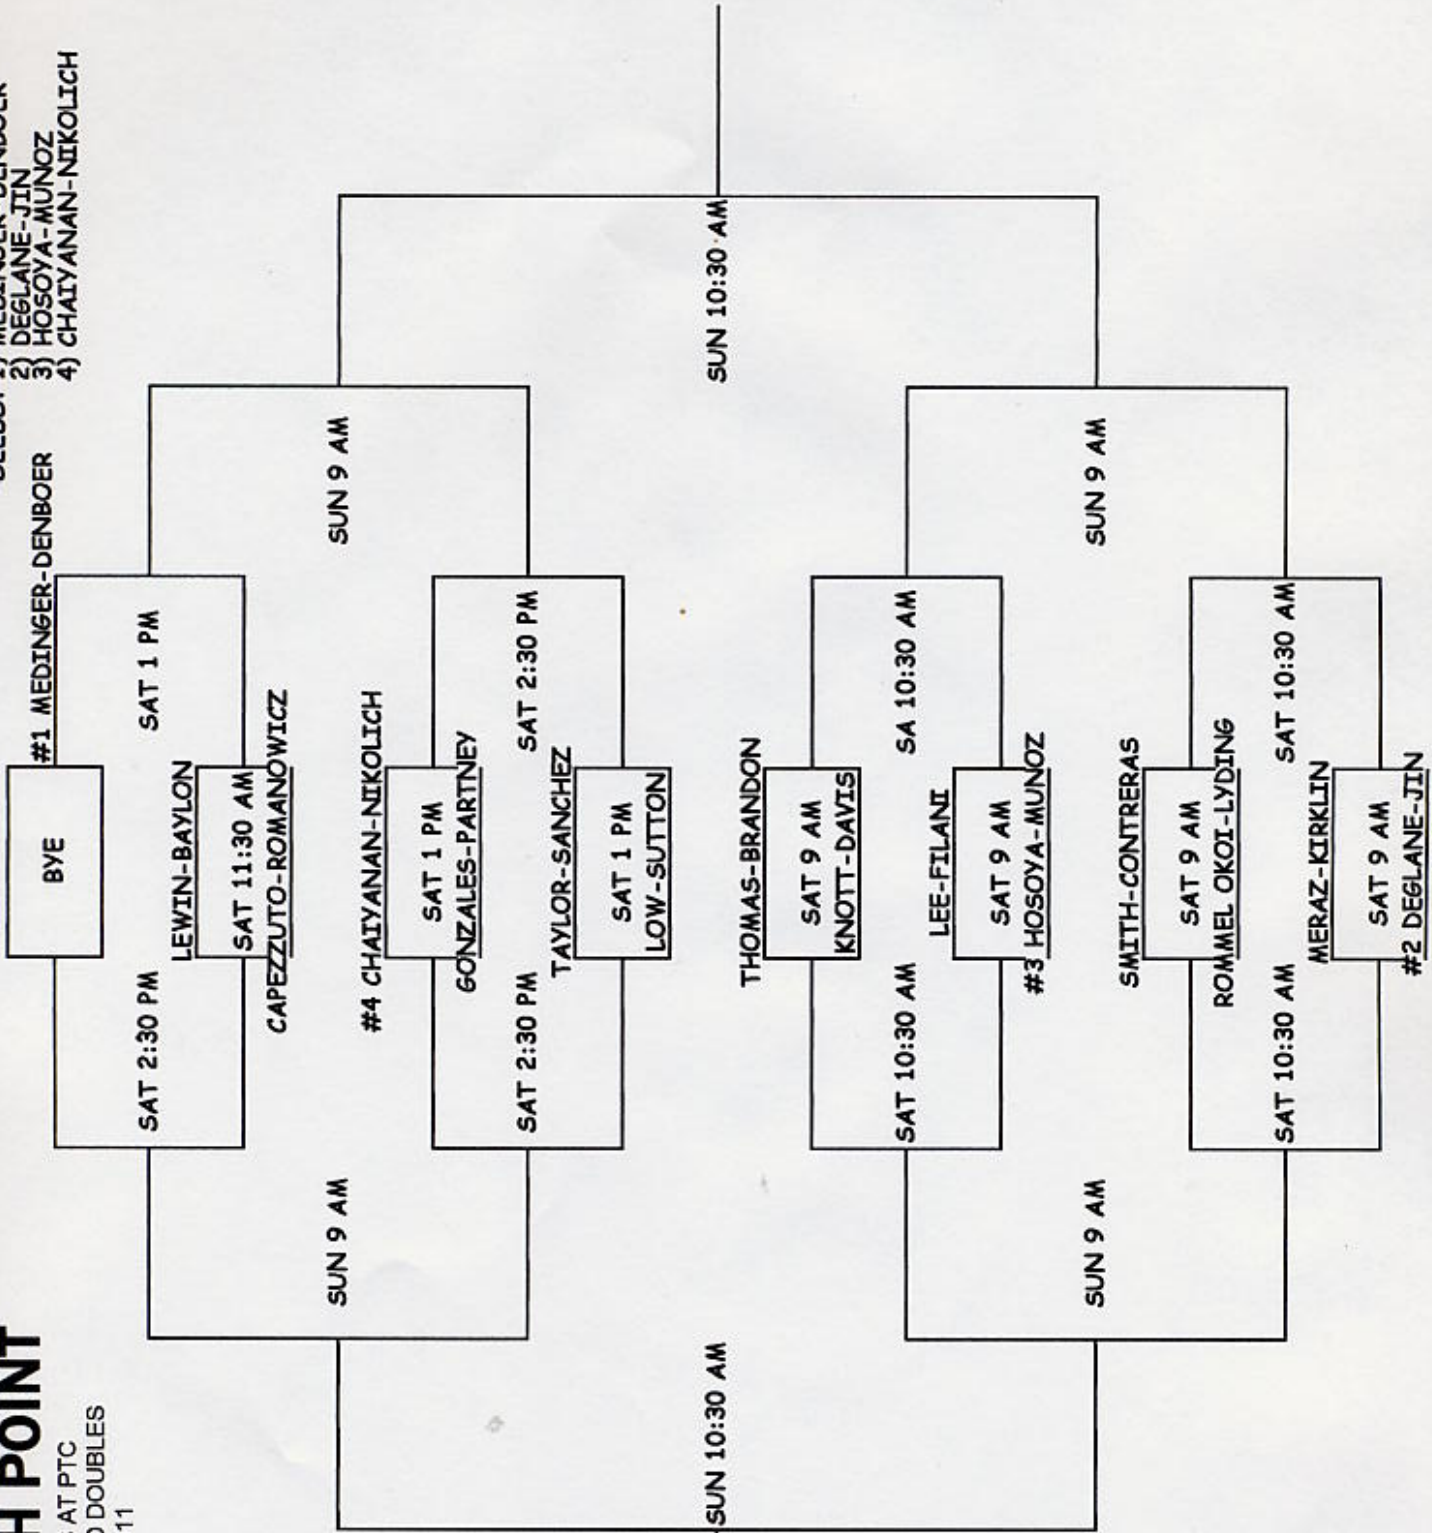 H POINT
AT PTC
DOUBLES
11
2) DEGLANE-JIN
3) HOSOYA-MUNOZ
4) CHAIYANAN-NIKOLICH
#1 MEDINGER-DENBOER
BYE
SAT 2:30 PM
SAT 1 PM
LEWIN-BAYLON
SAT 11:30 AM
CAPEZZUTO-ROMANOWICZ
SUN 9 AM
SUN 9 AM
#4 CHAIYANAN-NIKOLICH
SAT 1 PM
GONZALES-PARTNEY
SAT 2:30 PM
SAT 2:30 PM
TAYLOR-SANCHEZ
SAT 1 PM
LOW-SUTTON
SUN 10:30 AM
SUN 10:30 AM
THOMAS-BRANDON
SAT 9 AM
KNOTT-DAVIS
SAT 10:30 AM
SA 10:30 AM
LEE-FILANI
SAT 9 AM
#3 HOSOYA-MUNOZ
SUN 9 AM
SUN 9 AM
SMITH-CONTRERAS
SAT 9 AM
ROMMEL OKOI-LYDING
SAT 10:30 AM
SAT 10:30 AM
MERAZ-KIRKLIN
SAT 9 AM
#2 DEGLANE-JIN